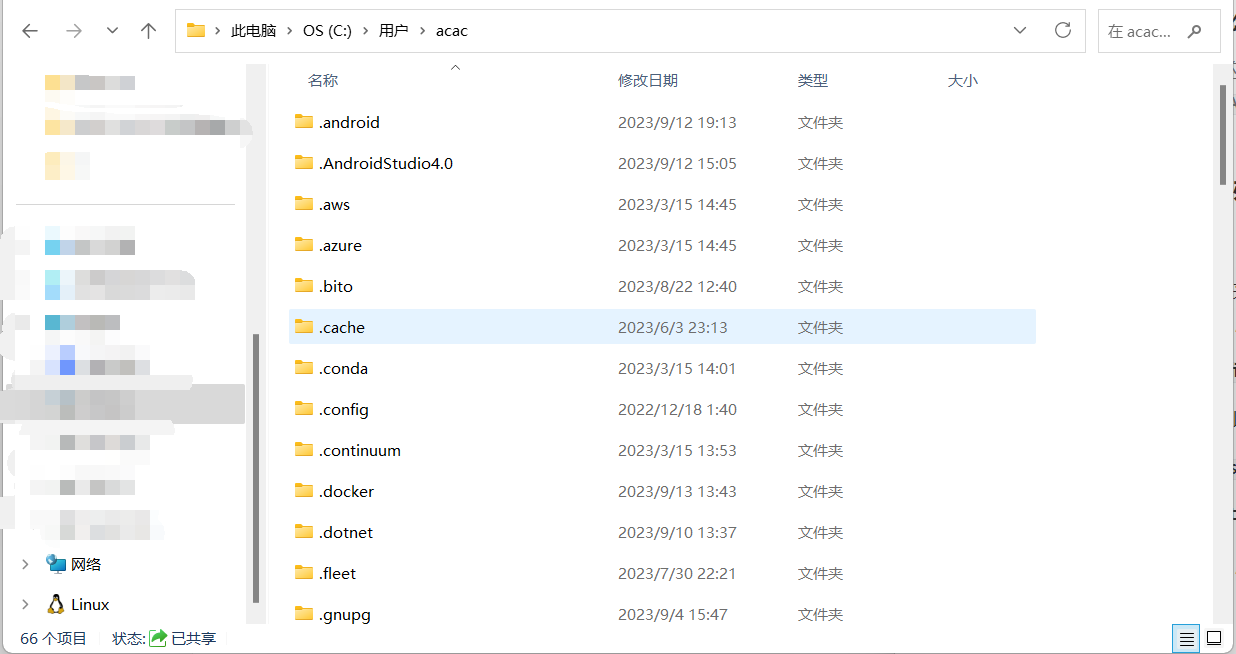 此电脑 > OS (C:) > 用户 > acac
在 acac...
名称 修改日期 类型 大小
.android 2023/9/12 19:13 文件夹
.AndroidStudio4.0 2023/9/12 15:05 文件夹
.aws 2023/3/15 14:45 文件夹
.azure 2023/3/15 14:45 文件夹
.bito 2023/8/22 12:40 文件夹
.cache 2023/6/3 23:13 文件夹
.conda 2023/3/15 14:01 文件夹
.config 2022/12/18 1:40 文件夹
.continuum 2023/3/15 13:53 文件夹
.docker 2023/9/13 13:43 文件夹
.dotnet 2023/9/10 13:37 文件夹
.fleet 2023/7/30 22:21 文件夹
.gnupg 2023/9/4 15:47 文件夹
网络
Linux
66 个项目 状态: 已共享